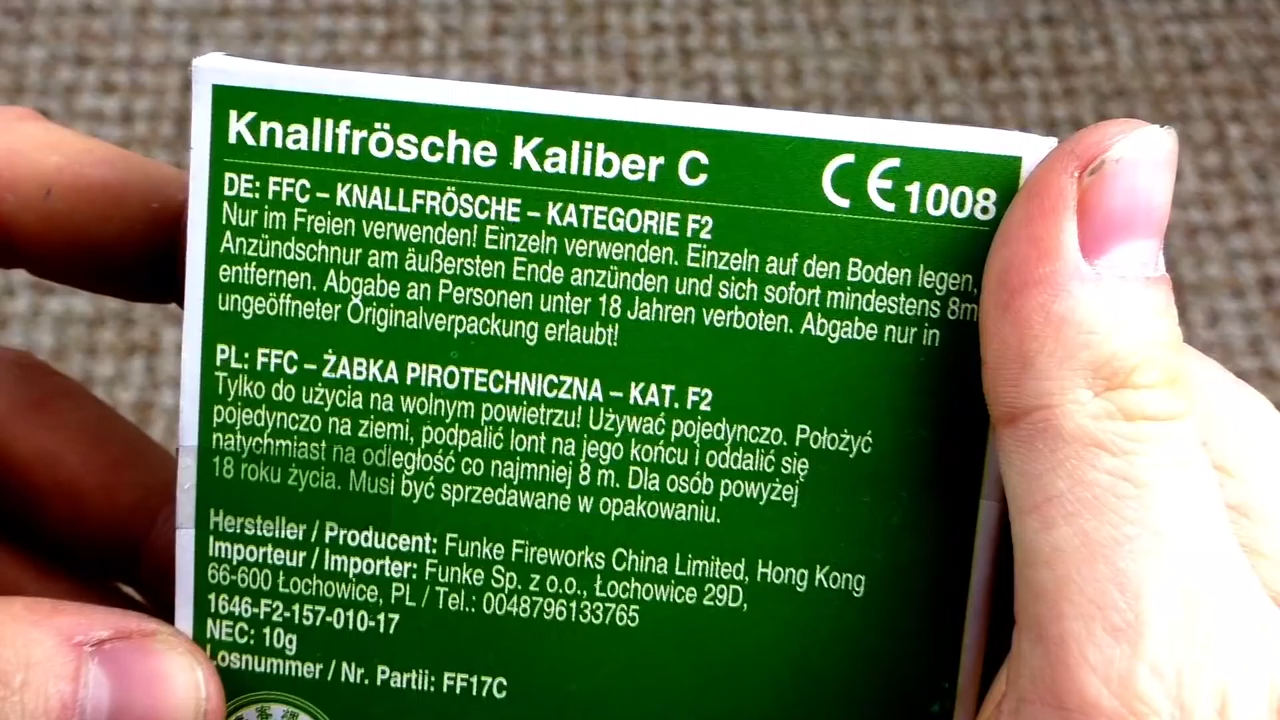 Knallfrösche Kaliber C
CE 1008
DE: FFC – KNALLFRÖSCHE – KATEGORIE F2
Nur im Freien verwenden! Einzeln verwenden. Einzeln auf den Boden legen,
Anzündschnur am äußersten Ende anzünden und sich sofort mindestens 8m
entfernen. Abgabe an Personen unter 18 Jahren verboten. Abgabe nur in
ungeöffneter Originalverpackung erlaubt!
PL: FFC – ŻABKA PIROTECHNICZNA – KAT. F2
Tylko do użycia na wolnym powietrzu! Używać pojedynczo. Położyć
pojedynczo na ziemi, podpalić lont na jego końcu i oddalić się
natychmiast na odległość co najmniej 8 m. Dla osób powyżej
18 roku życia. Musi być sprzedawane w opakowaniu.
Hersteller / Producent: Funke Fireworks China Limited, Hong Kong
Importeur / Importer: Funke Sp. z o.o., Łochowice 29D,
66-600 Łochowice, PL / Tel.: 0048796133765
1646-F2-157-010-17
NEC: 10g
Losnummer / Nr. Partii: FF17C